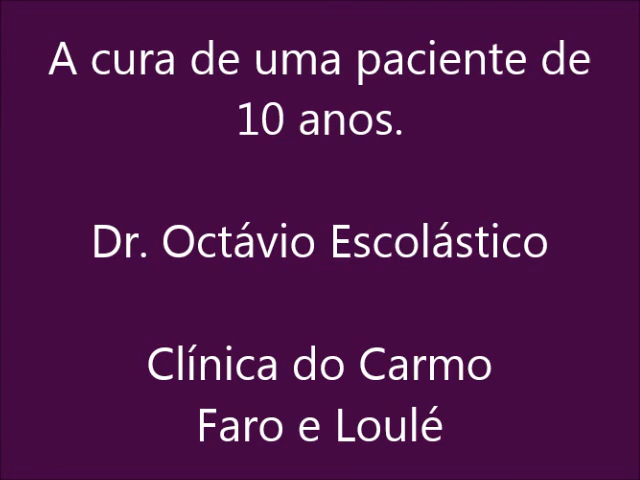 A cura de uma paciente de
10 anos.
Dr. Octávio Escolástico
Clínica do Carmo
Faro e Loulé